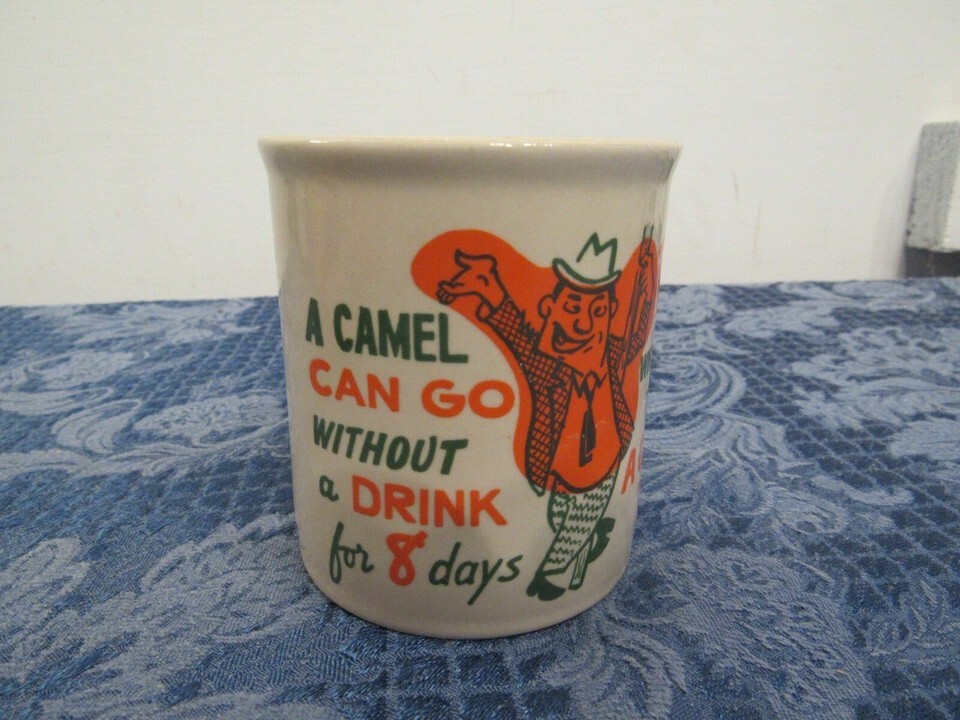 A CAMEL
CAN GO
WITHOUT
a DRINK
for 8 days